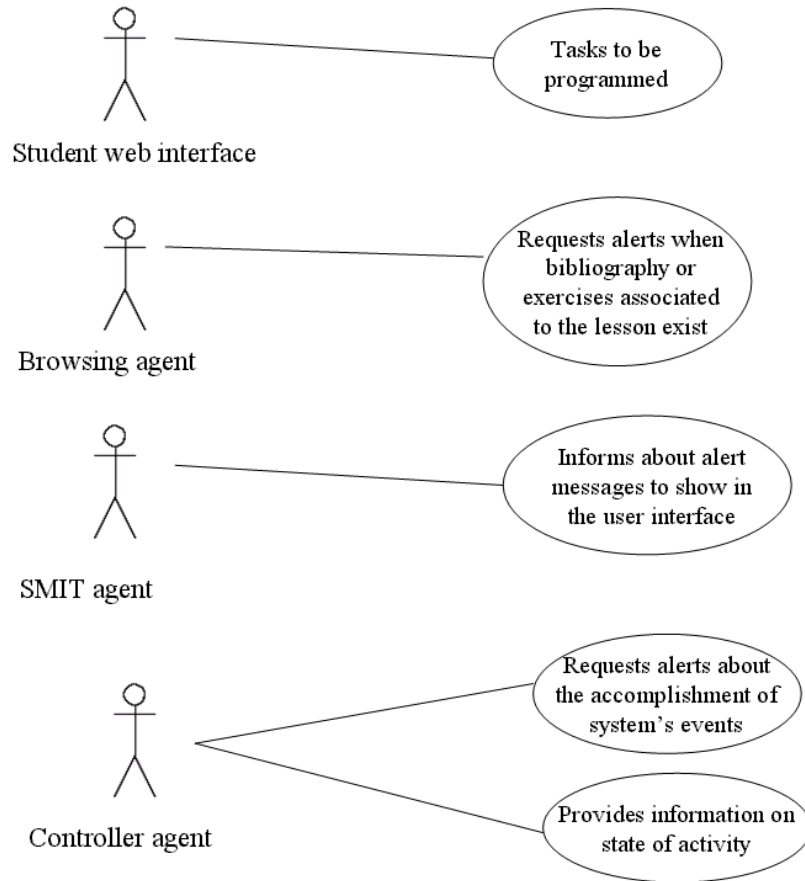 Tasks to be
programmed
Student web interface
Requests alerts when
bibliography or
exercises associated
to the lesson exist
Browsing agent
Informs about alert
messages to show in
the user interface
SMIT agent
Requests alerts about
the accomplishment of
system’s events
Provides information on
state of activity
Controller agent